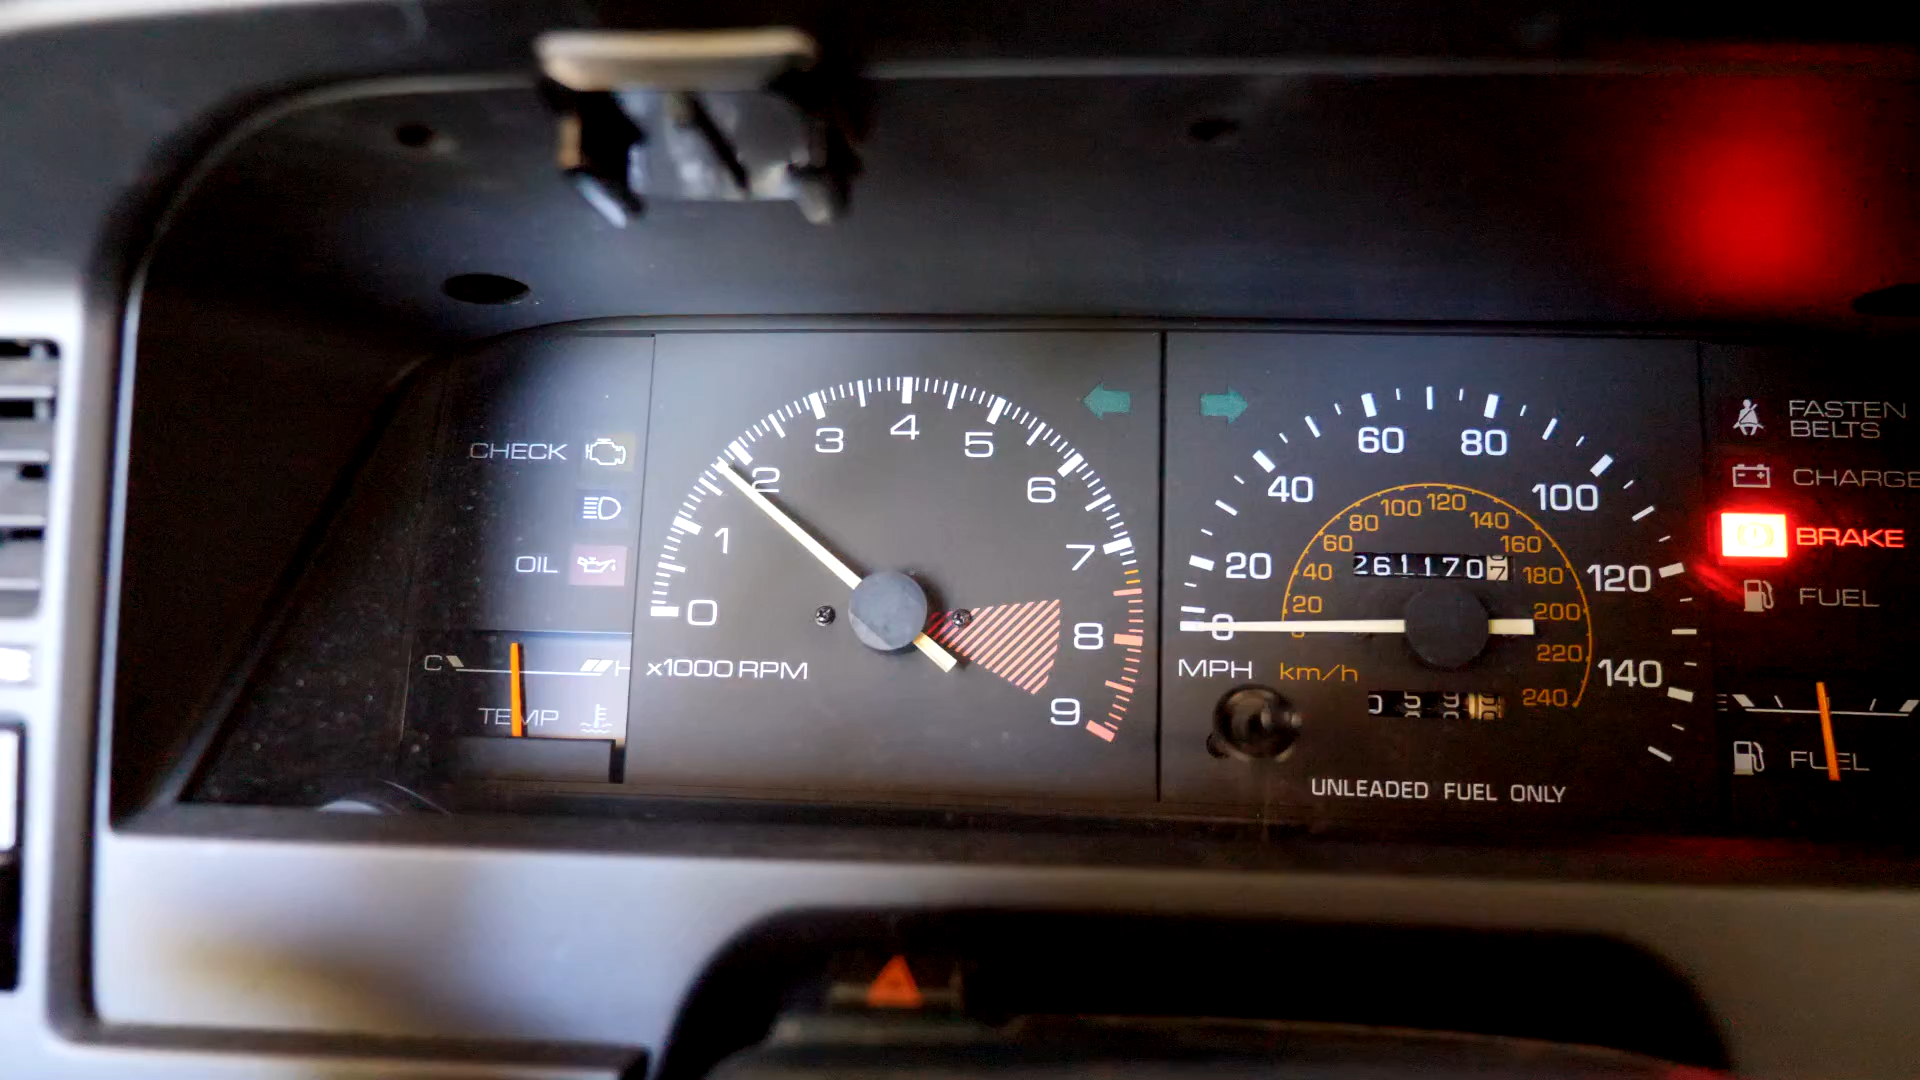 CHECK
OIL
C H
TEMP
0 1 2 3 4 5 6 7 8 9
x1000 RPM
0 20 40 60 80 100 120 140
20 40 60 80 100 120 140 160 180 200 220 240
261170
MPH km/h
UNLEADED FUEL ONLY
FASTEN
BELTS
CHARGE
BRAKE
FUEL
E
FUEL